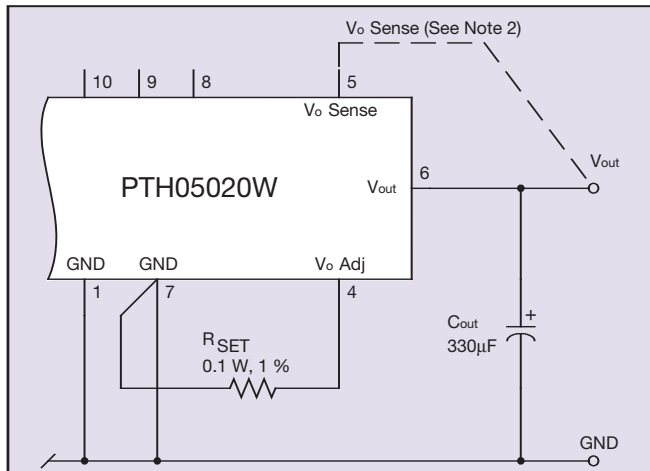 Vo Sense (See Note 2)
10
9
8
5
Vo Sense
Vout
PTH05020W
Vout
6
GND
GND
Vo Adj
1
7
4
RSET
0.1 W, 1 %
Cout
330µF
+
GND